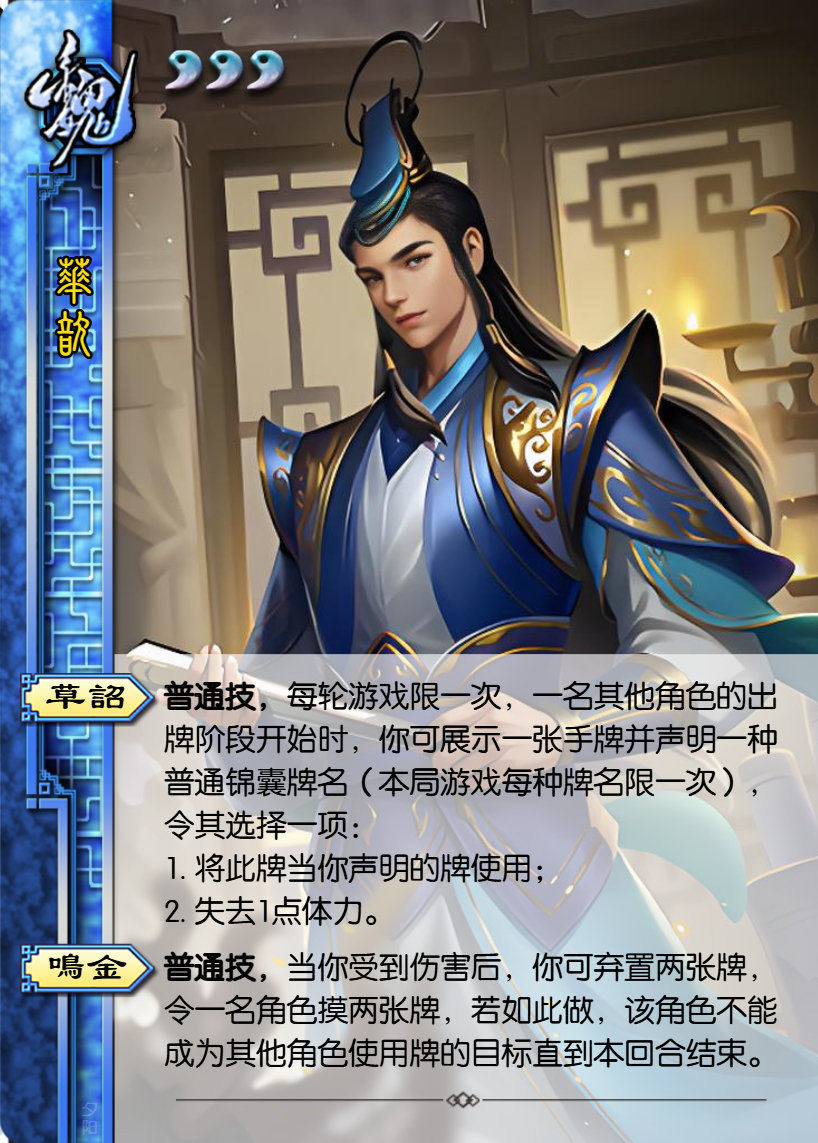 魏
華歆
草詔
普通技，每轮游戏限一次，一名其他角色的出
牌阶段开始时，你可展示一张手牌并声明一种
普通锦囊牌名（本局游戏每种牌名限一次），
令其选择一项：
1. 将此牌当你声明的牌使用；
2. 失去1点体力。
鳴金
普通技，当你受到伤害后，你可弃置两张牌，
令一名角色摸两张牌，若如此做，该角色不能
成为其他角色使用牌的目标直到本回合结束。
夕阳